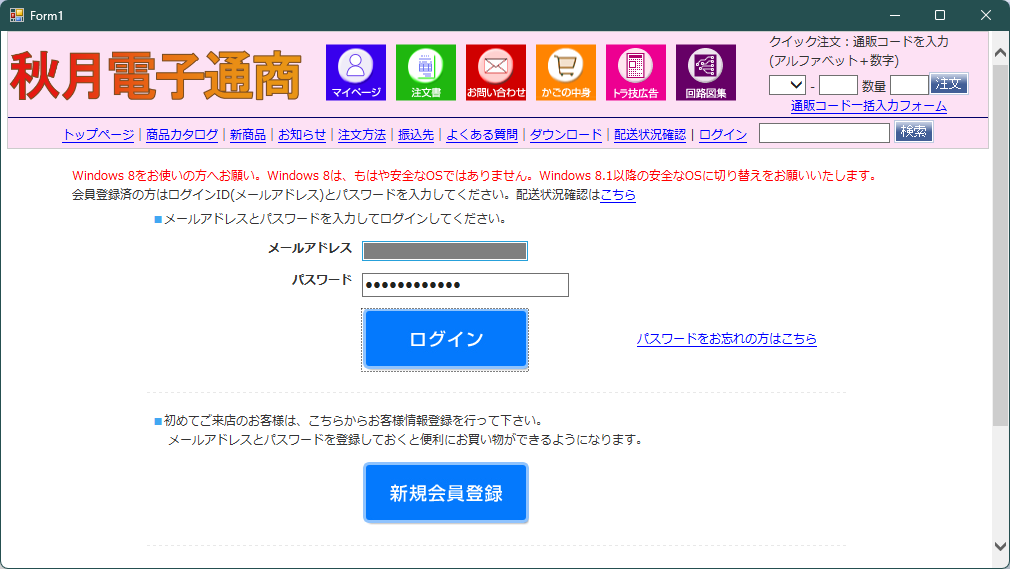 Form1
秋月電子通商
マイページ
注文書
お問い合わせ
かごの中身
トラ技広告
回路図集
クイック注文：通販コードを入力
(アルファベット＋数字)
- 数量 注文
通販コード一括入力フォーム
トップページ | 商品カタログ | 新商品 | お知らせ | 注文方法 | 振込先 | よくある質問 | ダウンロード | 配送状況確認 | ログイン 検索
Windows 8をお使いの方へお願い。Windows 8は、もはや安全なOSではありません。Windows 8.1以降の安全なOSに切り替えをお願いいたします。
会員登録済の方はログインID(メールアドレス)とパスワードを入力してください。配送状況確認はこちら
■メールアドレスとパスワードを入力してログインしてください。
メールアドレス
パスワード ••••••••••••
ログイン パスワードをお忘れの方はこちら
■初めてご来店のお客様は、こちらからお客様情報登録を行って下さい。
メールアドレスとパスワードを登録しておくと便利にお買い物ができるようになります。
新規会員登録